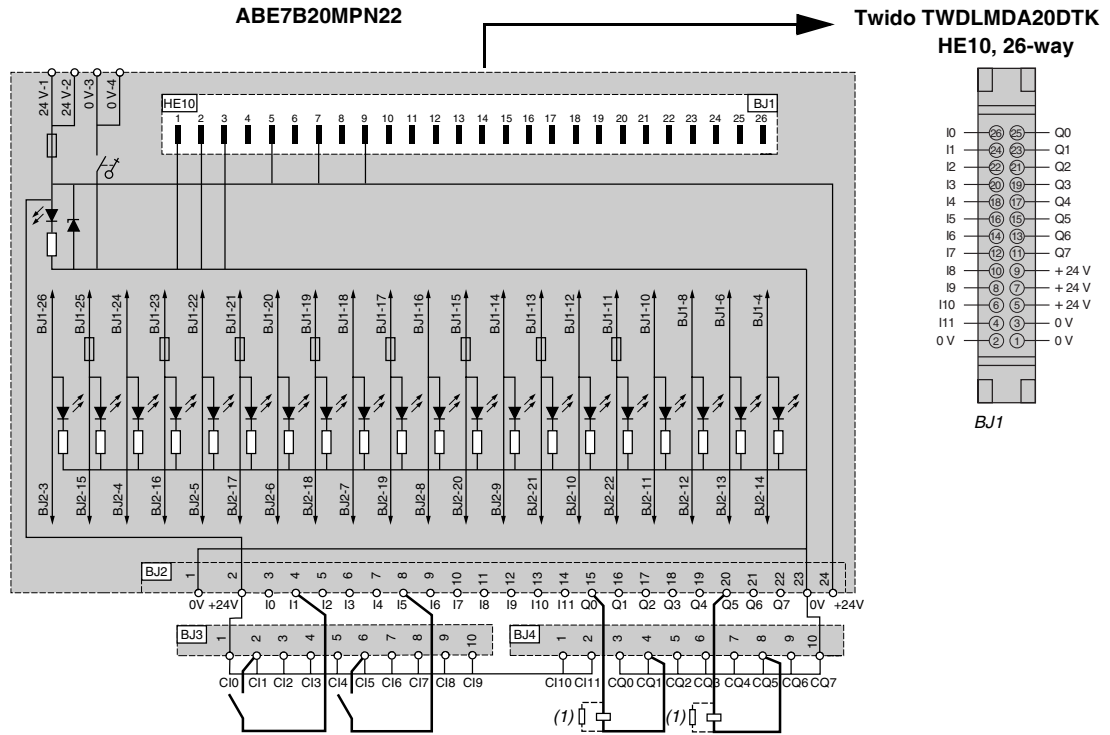 ABE7B20MPN22
Twido TWDLMDA20DTK
HE10, 26-way
24 V-1 24 V-2 0 V-3 0 V-4
HE10 BJ1
1 2 3 4 5 6 7 8 9 10 11 12 13 14 15 16 17 18 19 20 21 22 23 24 25 26
I0 26 25 Q0
I1 24 23 Q1
I2 22 21 Q2
I3 20 19 Q3
I4 18 17 Q4
I5 16 15 Q5
I6 14 13 Q6
I7 12 11 Q7
I8 10 9 + 24 V
I9 8 7 + 24 V
I10 6 5 + 24 V
I11 4 3 0 V
0 V 2 1 0 V
BJ1
BJ1-26 BJ1-25 BJ1-24 BJ1-23 BJ1-22 BJ1-21 BJ1-20 BJ1-19 BJ1-18 BJ1-17 BJ1-16 BJ1-15 BJ1-14 BJ1-13 BJ1-12 BJ1-11 BJ1-10 BJ1-8 BJ1-6 BJ1-4
BJ2-3 BJ2-15 BJ2-4 BJ2-16 BJ2-5 BJ2-17 BJ2-6 BJ2-18 BJ2-7 BJ2-19 BJ2-8 BJ2-20 BJ2-9 BJ2-21 BJ2-10 BJ2-22 BJ2-11 BJ2-12 BJ2-13 BJ2-14
BJ2 1 2 3 4 5 6 7 8 9 10 11 12 13 14 15 16 17 18 19 20 21 22 23 24
0V +24V I0 I1 I2 I3 I4 I5 I6 I7 I8 I9 I10 I11 Q0 Q1 Q2 Q3 Q4 Q5 Q6 Q7 0V +24V
BJ3 1 2 3 4 5 6 7 8 9 10 BJ4 1 2 3 4 5 6 7 8 9 10
CI0 CI1 CI2 CI3 CI4 CI5 CI6 CI7 CI8 CI9 CI10 CI11 CQ0 CQ1 CQ2 CQ3 CQ4 CQ5 CQ6 CQ7
(1) (1)